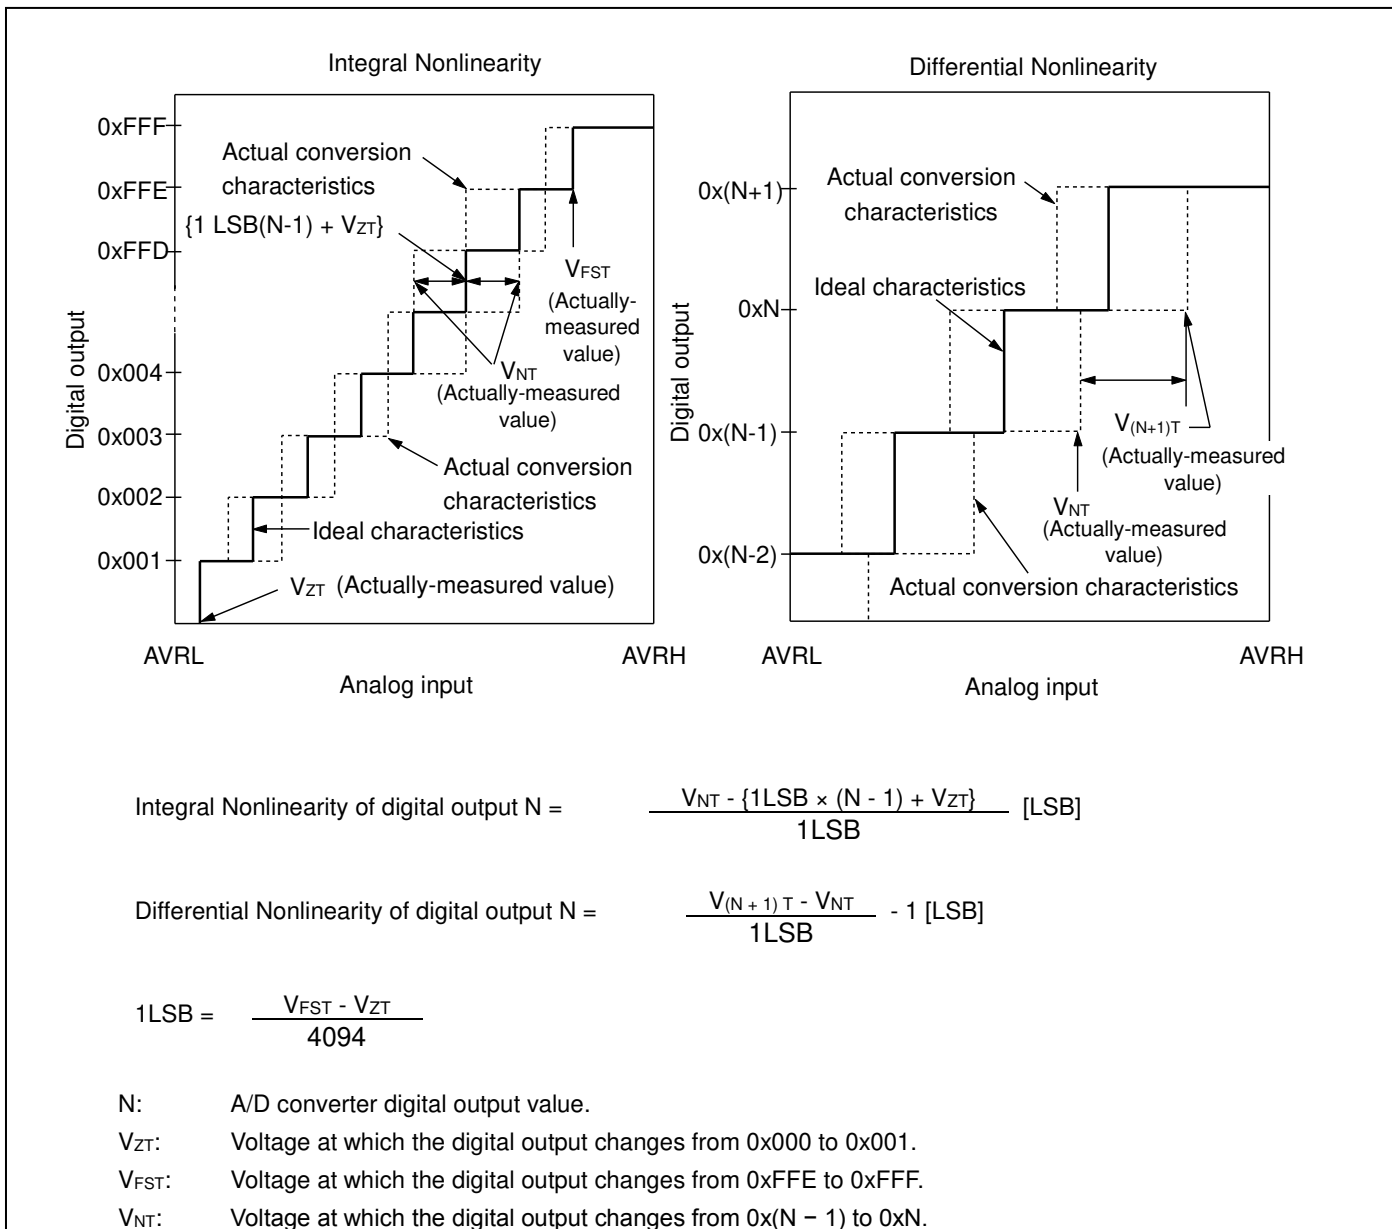 Integral Nonlinearity
0xFFF
0xFFE
0xFFD
0x004
0x003
0x002
0x001
Digital output
Actual conversion
characteristics
{1 LSB(N-1) + VZT}
VFST
(Actually-
measured
value)
VNT
(Actually-measured
value)
Actual conversion
characteristics
Ideal characteristics
VZT (Actually-measured value)
AVRL
AVRH
Analog input
Differential Nonlinearity
0x(N+1)
0xN
0x(N-1)
0x(N-2)
Digital output
Actual conversion
characteristics
Ideal characteristics
V(N+1)T
(Actually-measured
value)
VNT
(Actually-measured
value)
Actual conversion characteristics
AVRL
AVRH
Analog input
Integral Nonlinearity of digital output N =
VNT - {1LSB × (N - 1) + VZT}
1LSB
[LSB]
Differential Nonlinearity of digital output N =
V(N + 1) T - VNT
1LSB
- 1 [LSB]
1LSB =
VFST - VZT
4094
N: A/D converter digital output value.
VZT: Voltage at which the digital output changes from 0x000 to 0x001.
VFST: Voltage at which the digital output changes from 0xFFE to 0xFFF.
VNT: Voltage at which the digital output changes from 0x(N − 1) to 0xN.